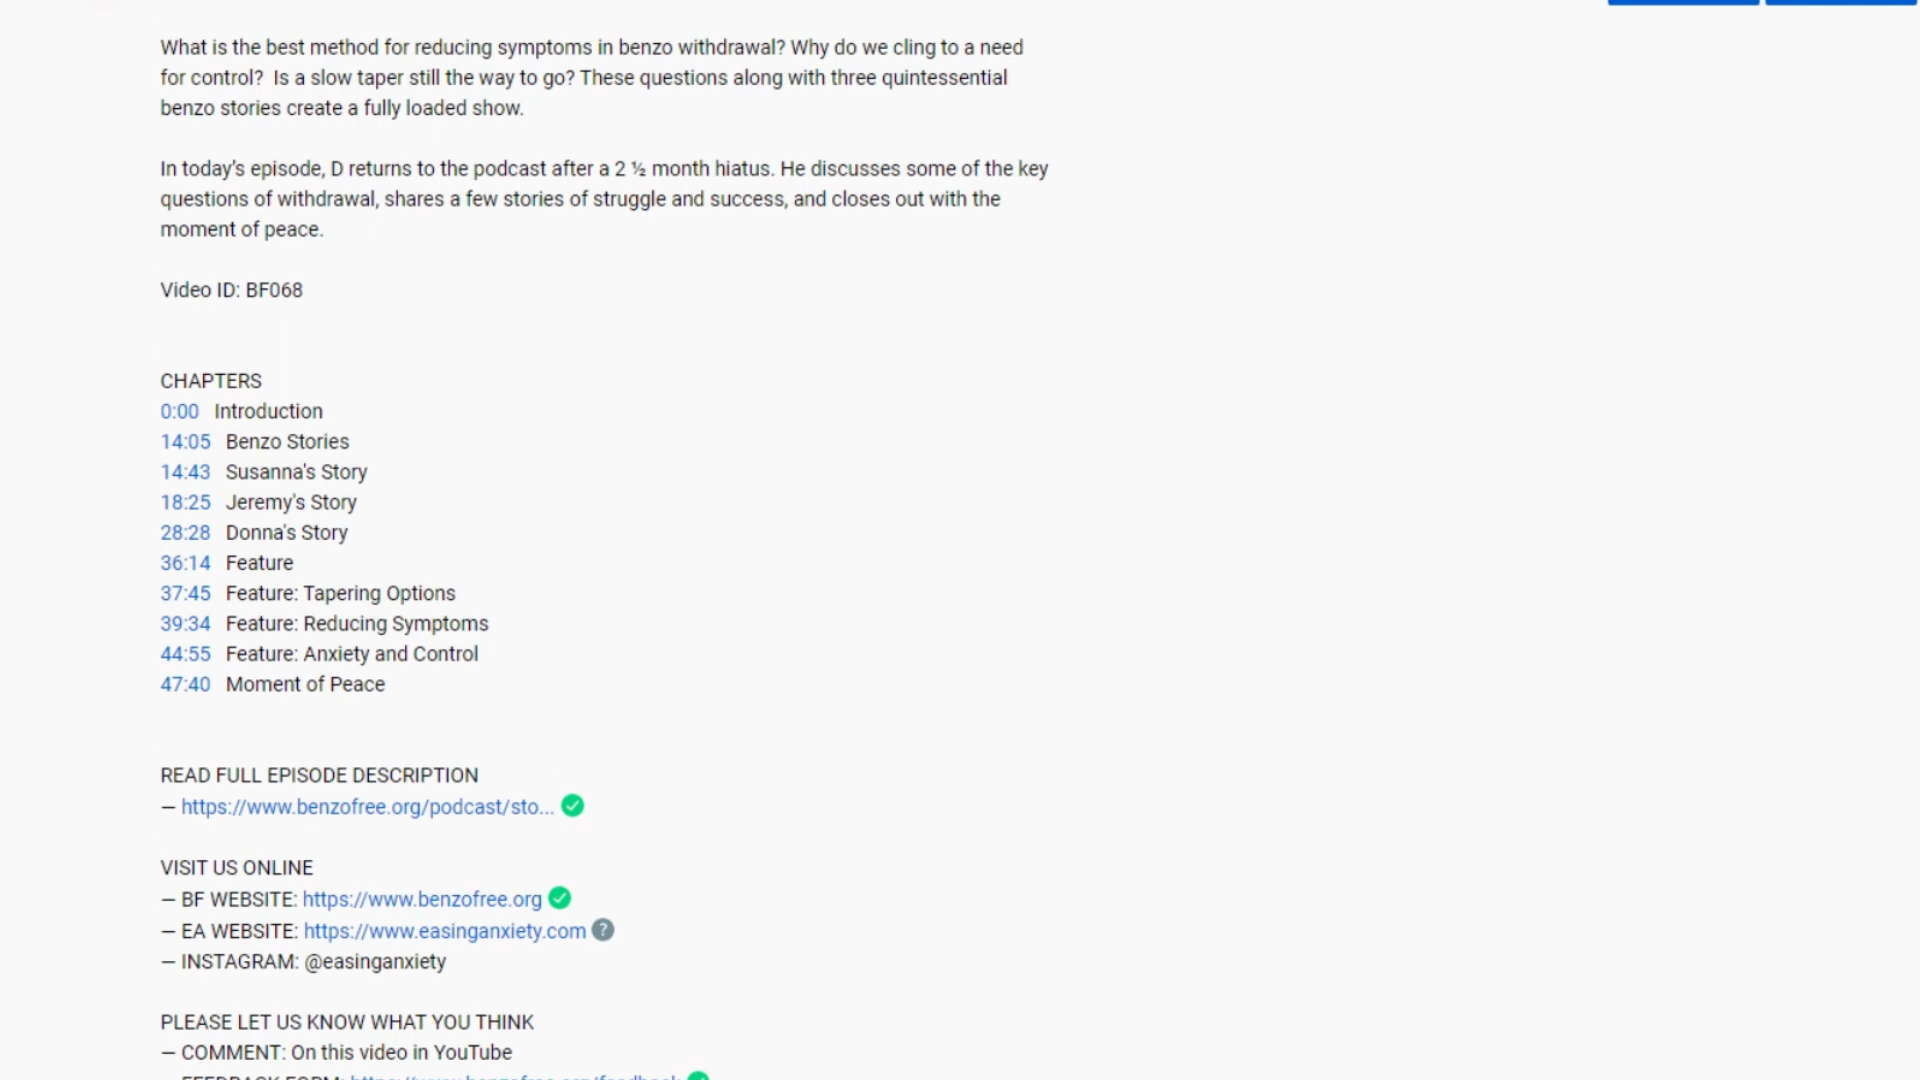 What is the best method for reducing symptoms in benzo withdrawal? Why do we cling to a need
for control?  Is a slow taper still the way to go? These questions along with three quintessential
benzo stories create a fully loaded show.
In today's episode, D returns to the podcast after a 2 ½ month hiatus. He discusses some of the key
questions of withdrawal, shares a few stories of struggle and success, and closes out with the
moment of peace.
Video ID: BF068
CHAPTERS
0:00 Introduction
14:05 Benzo Stories
14:43 Susanna's Story
18:25 Jeremy's Story
28:28 Donna's Story
36:14 Feature
37:45 Feature: Tapering Options
39:34 Feature: Reducing Symptoms
44:55 Feature: Anxiety and Control
47:40 Moment of Peace
READ FULL EPISODE DESCRIPTION
– https://www.benzofree.org/podcast/sto...
VISIT US ONLINE
– BF WEBSITE: https://www.benzofree.org
– EA WEBSITE: https://www.easinganxiety.com
– INSTAGRAM: @easinganxiety
PLEASE LET US KNOW WHAT YOU THINK
– COMMENT: On this video in YouTube
– FEEDBACK FORM: https://www.benzofree.org/feedback